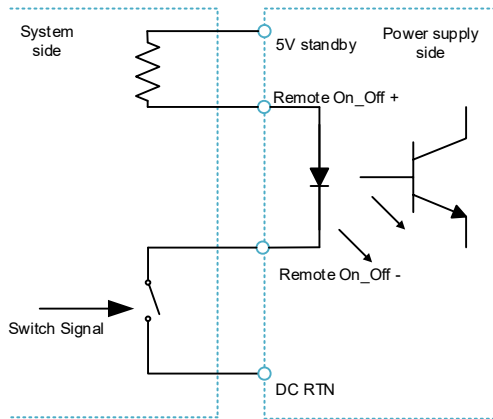 System
side
5V standby
Power supply
side
Remote On_Off +
Remote On_Off -
Switch Signal
DC RTN